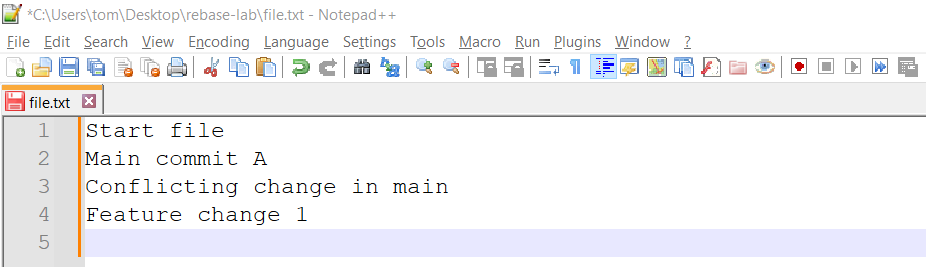 *C:\Users\tom\Desktop\rebase-lab\file.txt - Notepad++
File Edit Search View Encoding Language Settings Tools Macro Run Plugins Window ?
file.txt
1 Start file
2 Main commit A
3 Conflicting change in main
4 Feature change 1
5